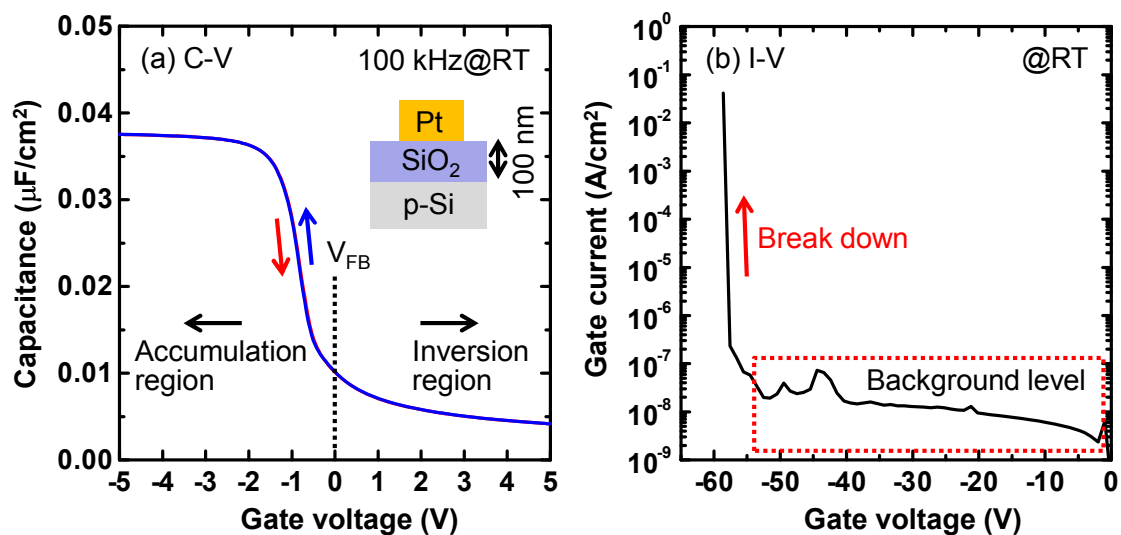 (a) C-V
100 kHz@RT
Pt
SiO₂
p-Si
100 nm
V_FB
Accumulation
region
Inversion
region
0.05
0.04
0.03
0.02
0.01
0.00
-5 -4 -3 -2 -1 0 1 2 3 4 5
Capacitance (μF/cm²)
Gate voltage (V)
(b) I-V
@RT
Break down
Background level
10⁰
10⁻¹
10⁻²
10⁻³
10⁻⁴
10⁻⁵
10⁻⁶
10⁻⁷
10⁻⁸
10⁻⁹
-60 -50 -40 -30 -20 -10 0
Gate current (A/cm²)
Gate voltage (V)